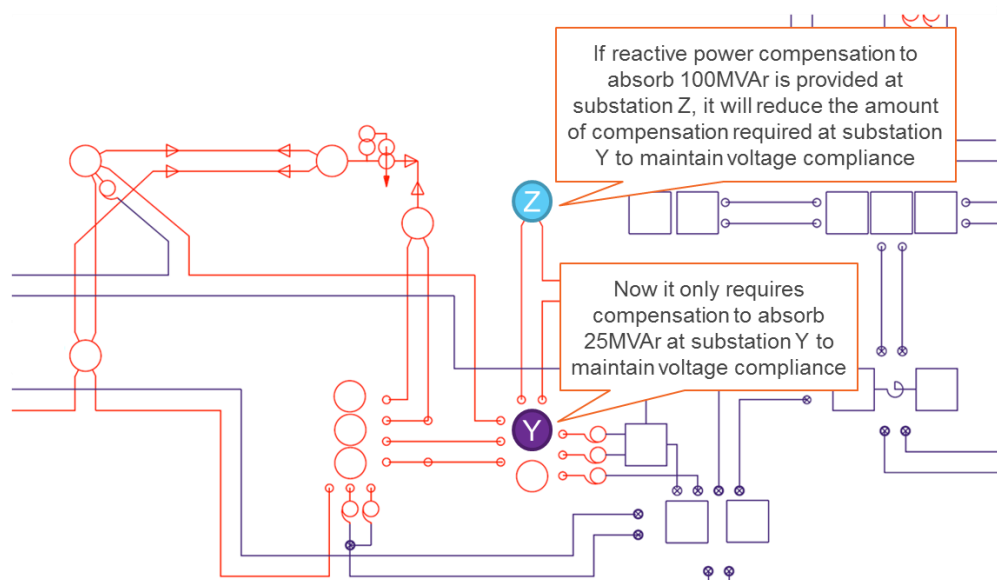 If reactive power compensation to
absorb 100MVAr is provided at
substation Z, it will reduce the amount
of compensation required at substation
Y to maintain voltage compliance
Z
Now it only requires
compensation to absorb
25MVAr at substation Y to
maintain voltage compliance
Y